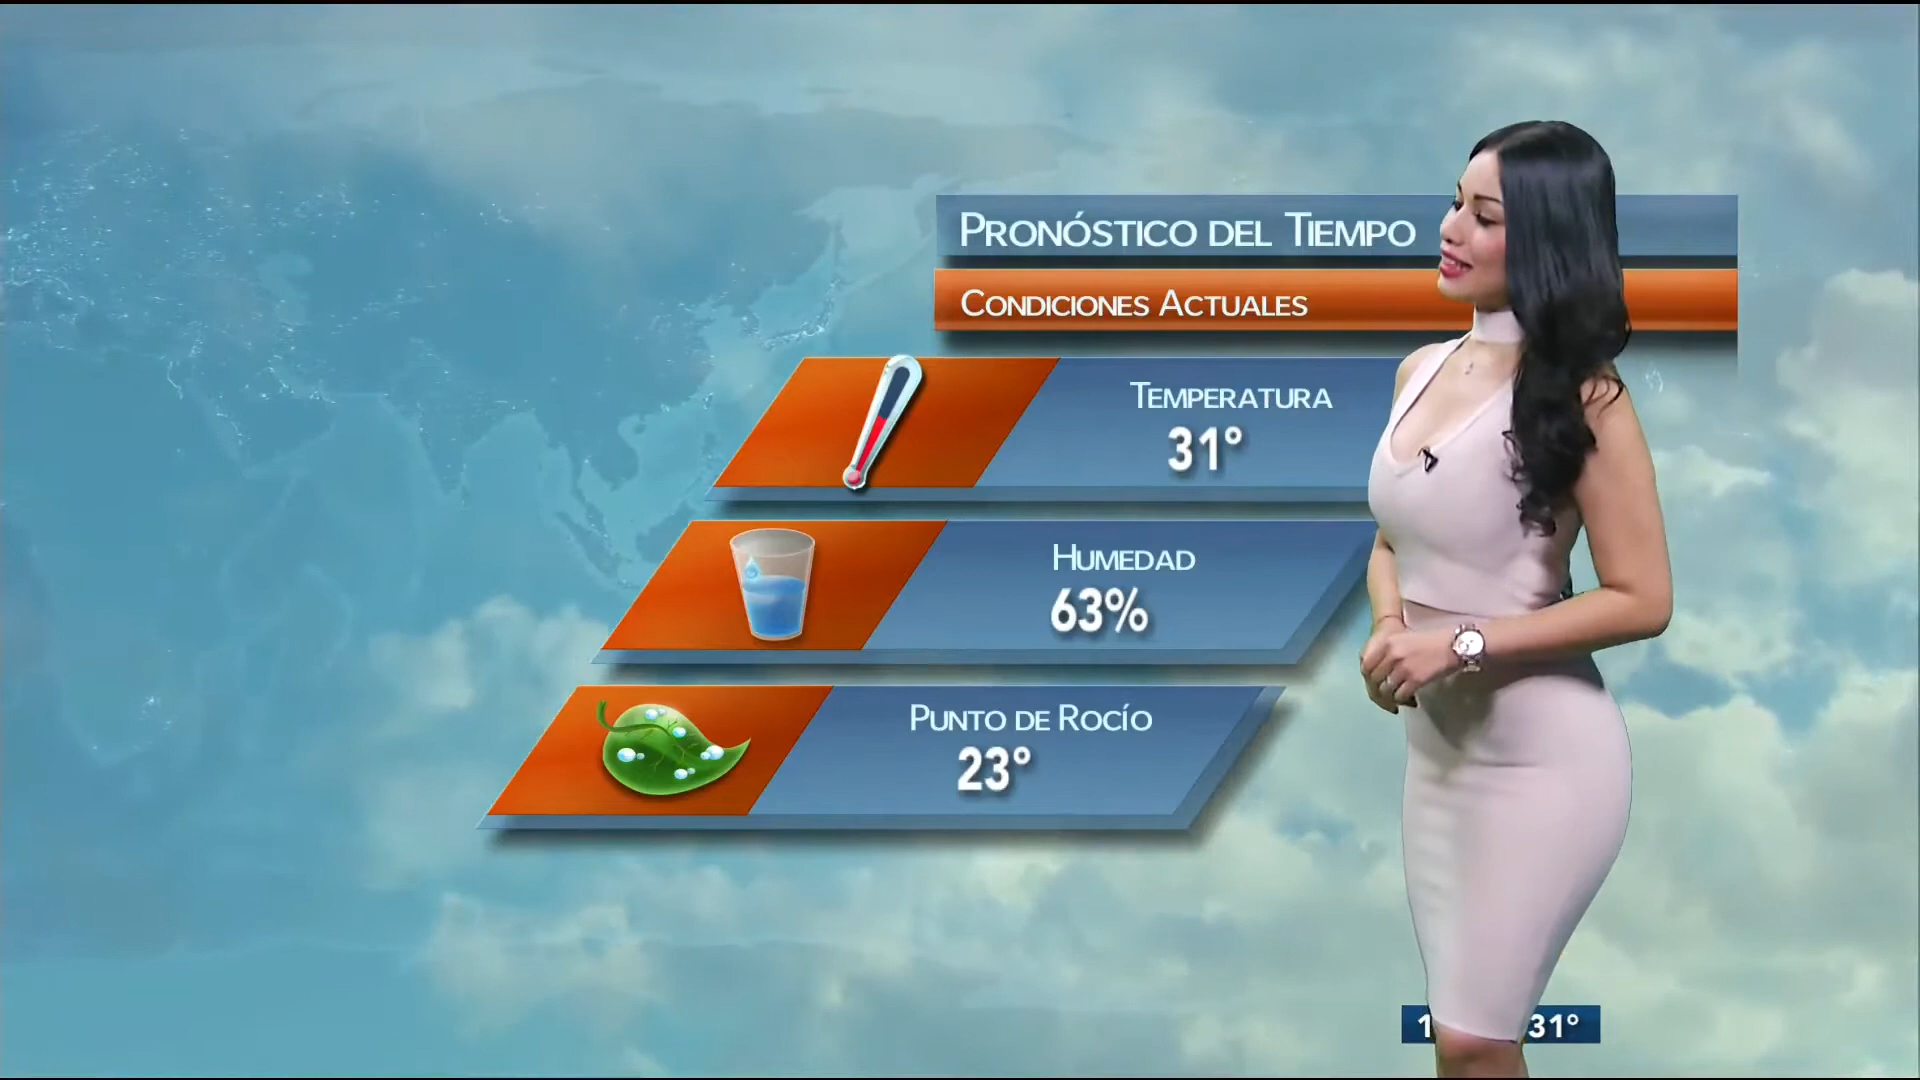 PRONÓSTICO DEL TIEMPO
CONDICIONES ACTUALES
TEMPERATURA
31°
HUMEDAD
63%
PUNTO DE ROCÍO
23°
31°